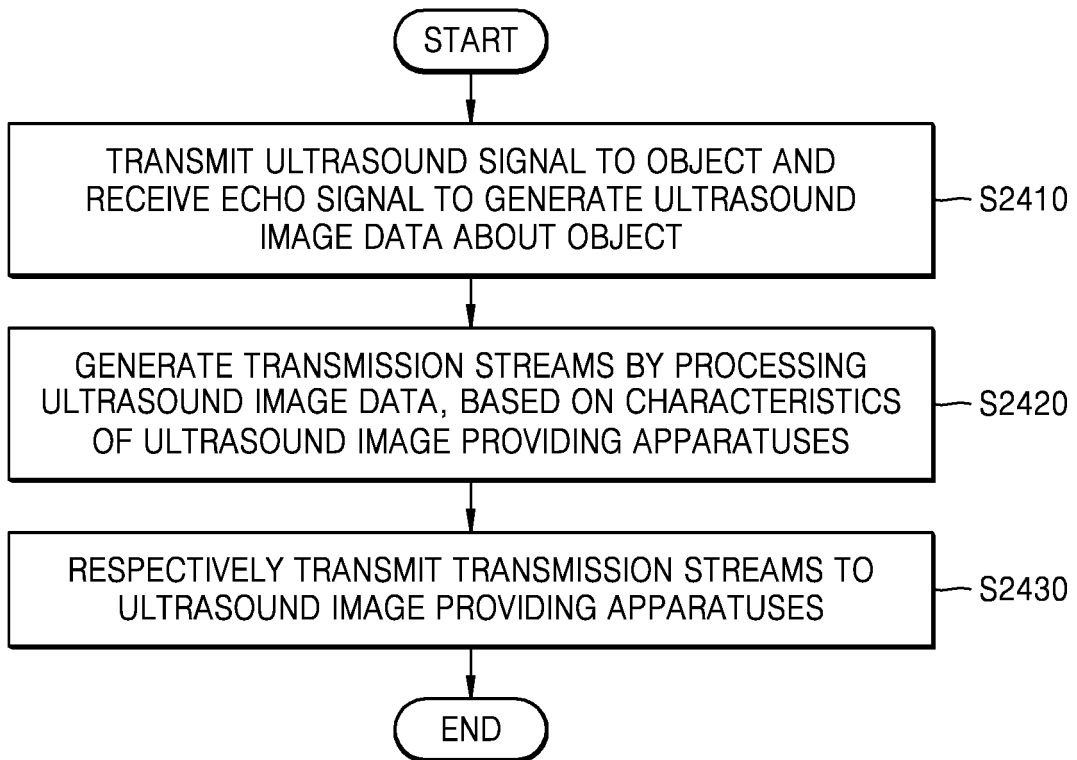 START
TRANSMIT ULTRASOUND SIGNAL TO OBJECT AND
RECEIVE ECHO SIGNAL TO GENERATE ULTRASOUND
IMAGE DATA ABOUT OBJECT
S2410
GENERATE TRANSMISSION STREAMS BY PROCESSING
ULTRASOUND IMAGE DATA, BASED ON CHARACTERISTICS
OF ULTRASOUND IMAGE PROVIDING APPARATUSES
S2420
RESPECTIVELY TRANSMIT TRANSMISSION STREAMS TO
ULTRASOUND IMAGE PROVIDING APPARATUSES
S2430
END